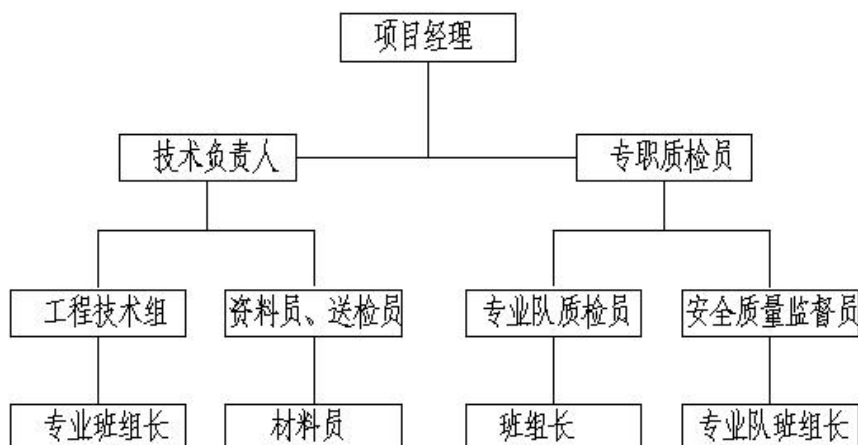 项目经理
技术负责人
专职质检员
工程技术组
资料员、送检员
专业队质检员
安全质量监督员
专业班组长
材料员
班组长
专业队班组长